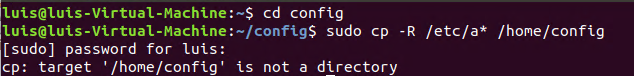 luis@luis-Virtual-Machine:~$ cd config
luis@luis-Virtual-Machine:~/config$ sudo cp -R /etc/a* /home/config
[sudo] password for luis:
cp: target '/home/config' is not a directory